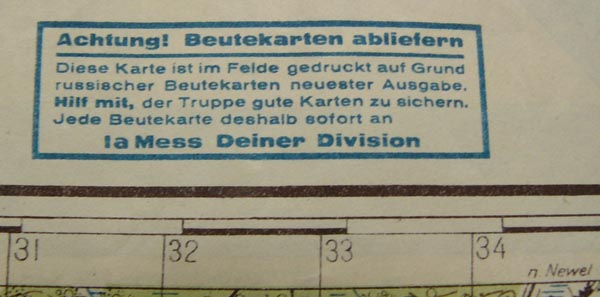 Achtung! Beutekarten abliefern
Diese Karte ist im Felde gedruckt auf Grund
russischer Beutekarten neuester Ausgabe.
Hilf mit, der Truppe gute Karten zu sichern.
Jede Beutekarte deshalb sofort an
Ia Mess Deiner Division
31 32 33 34
n. Newel